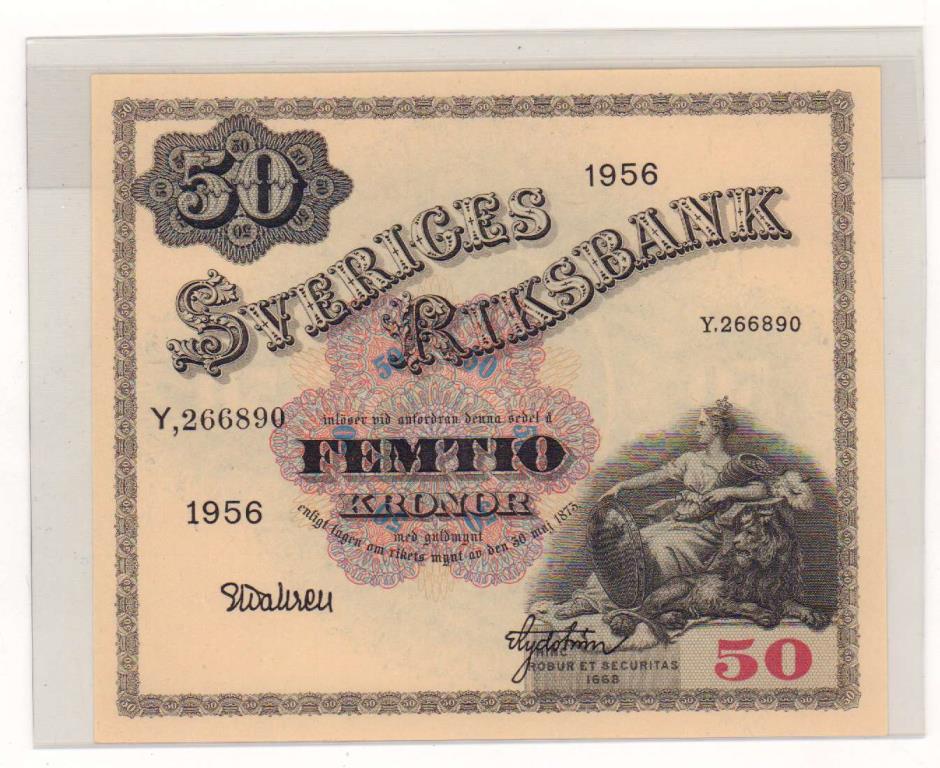 50
1956
SVERIGES RIKSBANK
Y.266890
Y,266890
inlöser vid anfordran denna sedel å
FEMTIO
KRONOR
med guldmynt
enligt lagen om rikets mynt av den 30 maj 1873
1956
HINC
ROBUR ET SECURITAS
1668
50